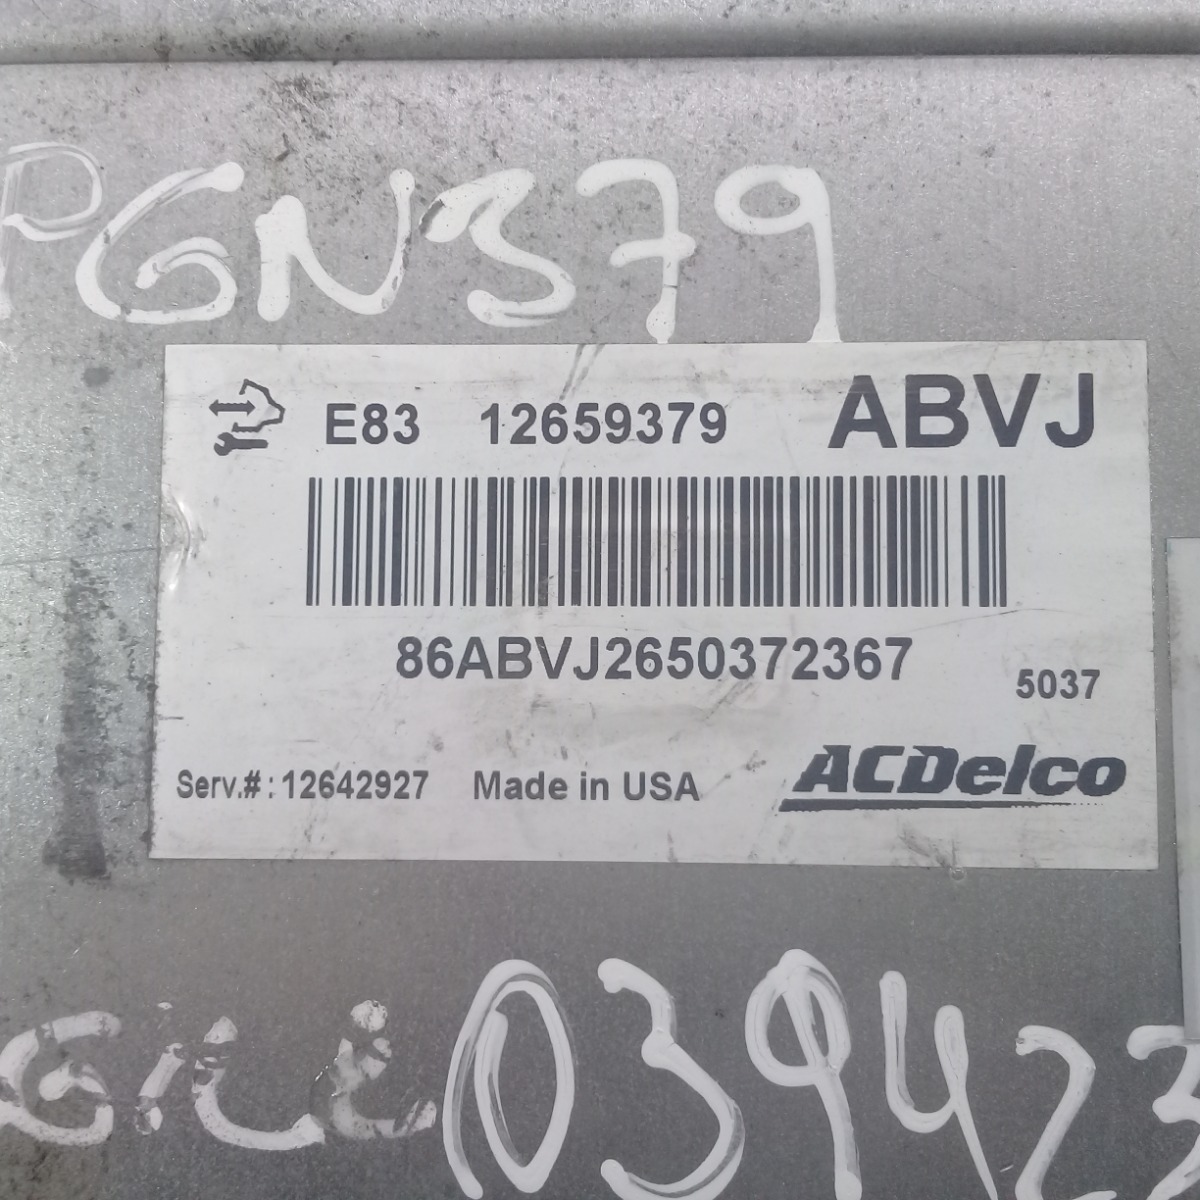 PGN379
E83 12659379 ABVJ
86ABVJ2650372367
5037
Serv.#: 12642927 Made in USA ACDelco
039423